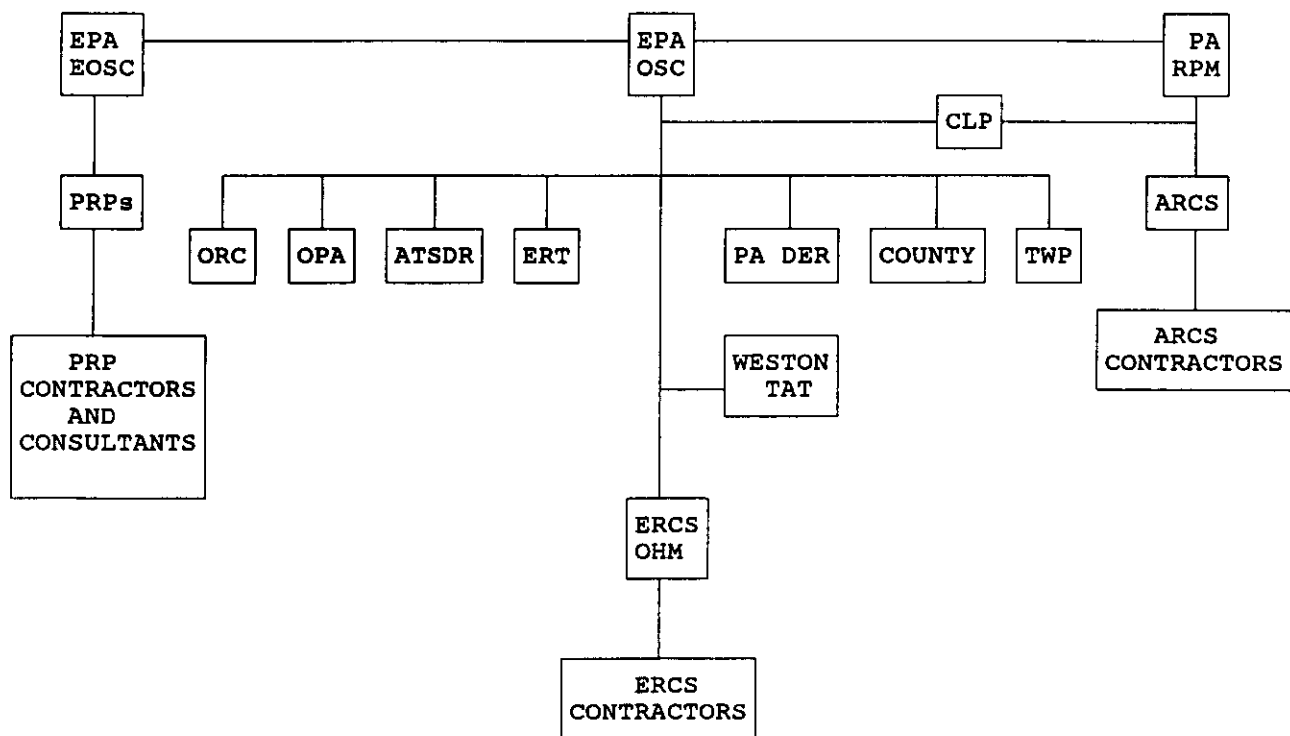 EPA
EOSC
EPA
OSC
PA
RPM
CLP
PRPs
ARCS
ORC
OPA
ATSDR
ERT
PA DER
COUNTY
TWP
PRP
CONTRACTORS
AND
CONSULTANTS
WESTON
TAT
ARCS
CONTRACTORS
ERCS
OHM
ERCS
CONTRACTORS